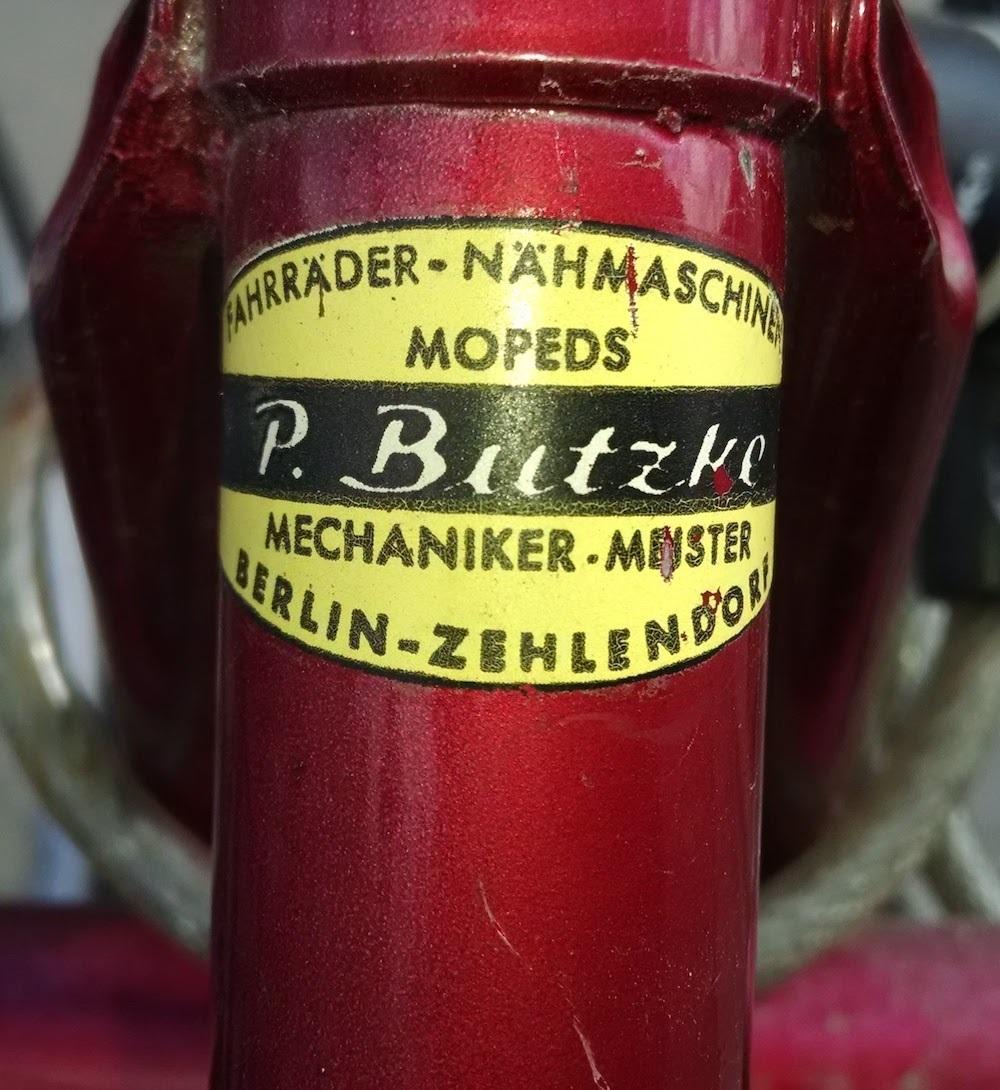 FAHRRÄDER - NÄHMASCHINEN
MOPEDS
P. Butzke
MECHANIKER - MEISTER
BERLIN-ZEHLENDORF